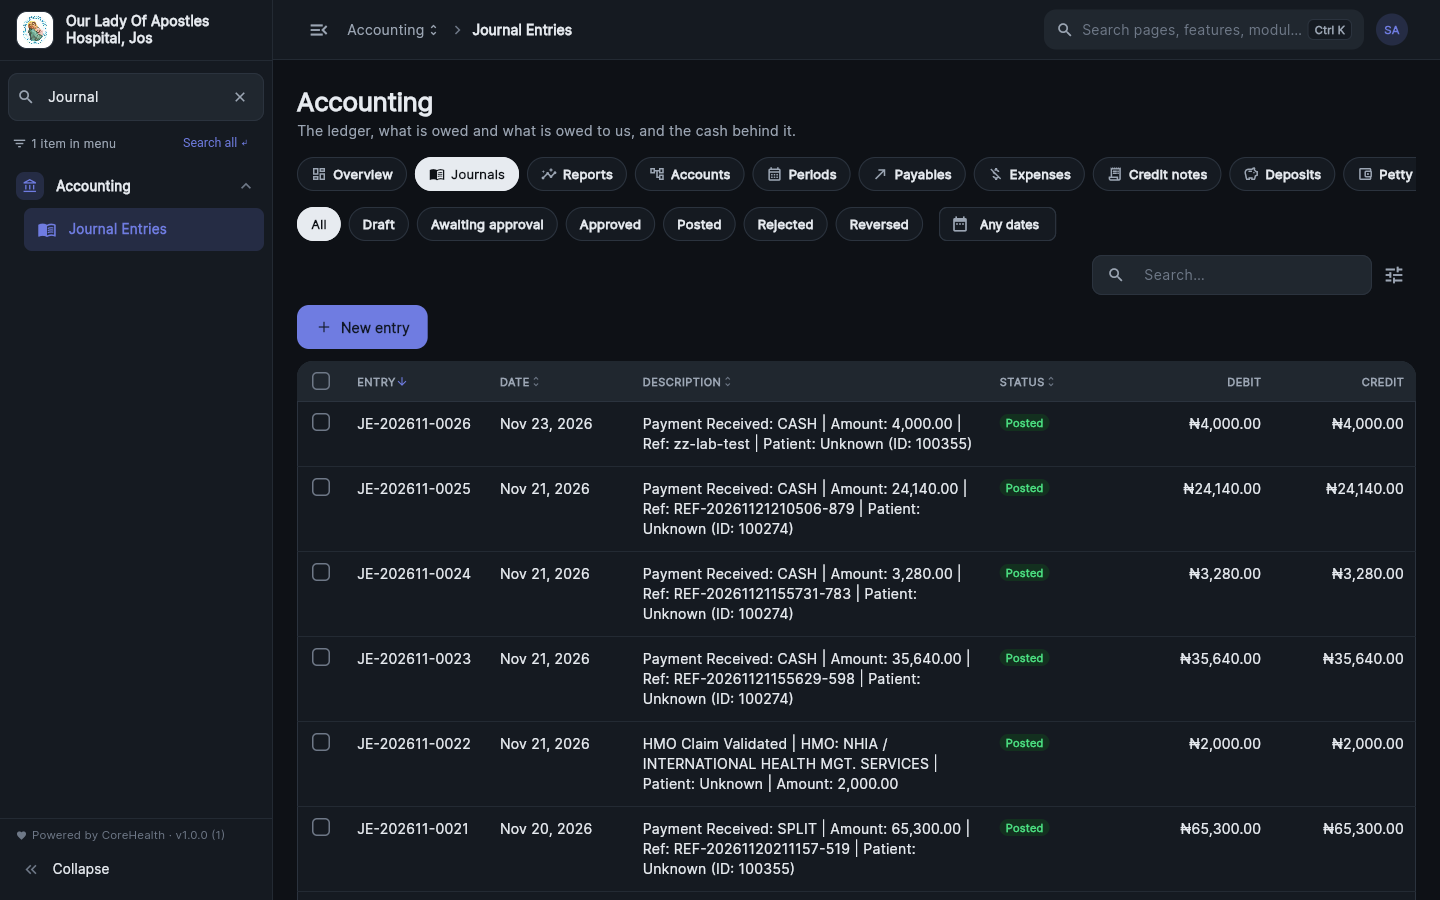 Our Lady Of Apostles
Hospital, Jos
Accounting
Journal Entries
Search pages, features, modul...
Ctrl K
SA
Journal
1 item in menu
Search all
Accounting
Journal Entries
Powered by CoreHealth · v1.0.0 (1)
Collapse
Accounting
The ledger, what is owed and what is owed to us, and the cash behind it.
Overview
Journals
Reports
Accounts
Periods
Payables
Expenses
Credit notes
Deposits
Petty
All
Draft
Awaiting approval
Approved
Posted
Rejected
Reversed
Any dates
Search...
New entry
ENTRY DATE DESCRIPTION STATUS DEBIT CREDIT
JE-202611-0026 Nov 23, 2026 Payment Received: CASH | Amount: 4,000.00 | Posted ₦4,000.00 ₦4,000.00
Ref: zz-lab-test | Patient: Unknown (ID: 100355)
JE-202611-0025 Nov 21, 2026 Payment Received: CASH | Amount: 24,140.00 | Posted ₦24,140.00 ₦24,140.00
Ref: REF-20261121210506-879 | Patient:
Unknown (ID: 100274)
JE-202611-0024 Nov 21, 2026 Payment Received: CASH | Amount: 3,280.00 | Posted ₦3,280.00 ₦3,280.00
Ref: REF-20261121155731-783 | Patient:
Unknown (ID: 100274)
JE-202611-0023 Nov 21, 2026 Payment Received: CASH | Amount: 35,640.00 | Posted ₦35,640.00 ₦35,640.00
Ref: REF-20261121155629-598 | Patient:
Unknown (ID: 100274)
JE-202611-0022 Nov 21, 2026 HMO Claim Validated | HMO: NHIA / Posted ₦2,000.00 ₦2,000.00
INTERNATIONAL HEALTH MGT. SERVICES |
Patient: Unknown | Amount: 2,000.00
JE-202611-0021 Nov 20, 2026 Payment Received: SPLIT | Amount: 65,300.00 | Posted ₦65,300.00 ₦65,300.00
Ref: REF-20261120211157-519 | Patient:
Unknown (ID: 100355)